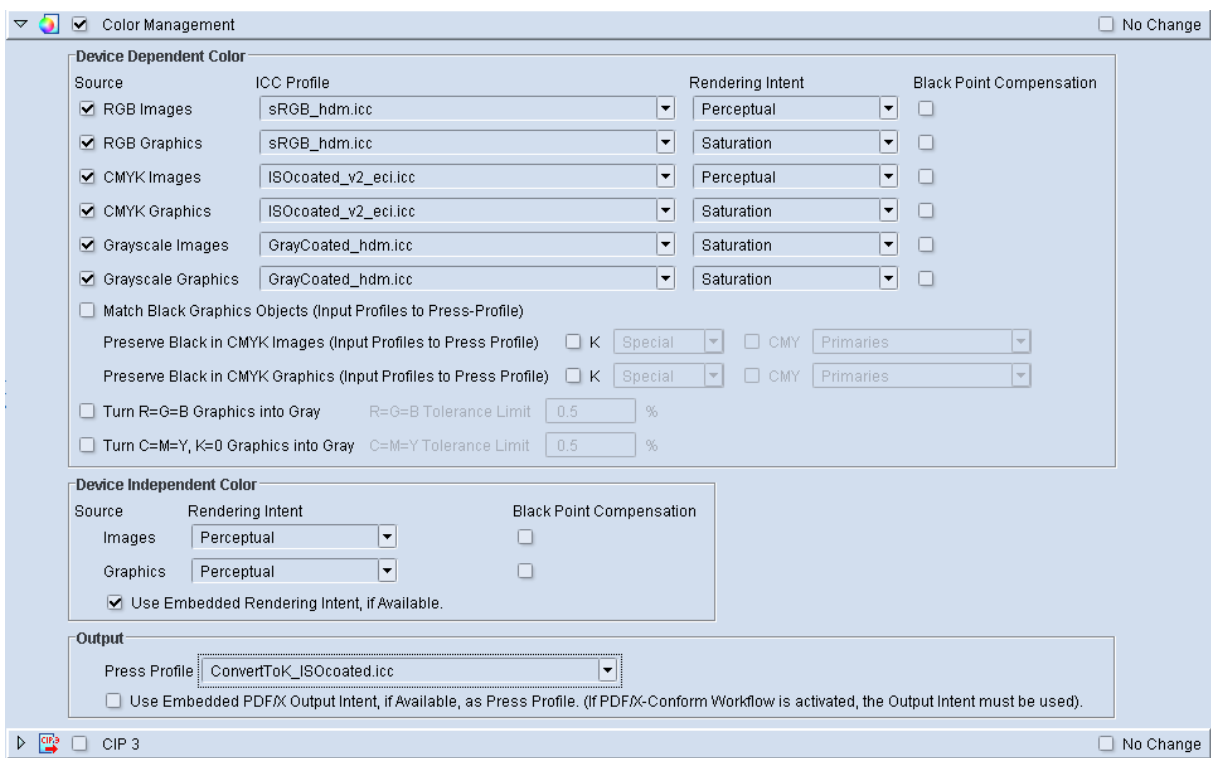 Color Management No Change
Device Dependent Color
Source ICC Profile Rendering Intent Black Point Compensation
RGB Images sRGB_hdm.icc Perceptual
RGB Graphics sRGB_hdm.icc Saturation
CMYK Images ISOcoated_v2_eci.icc Perceptual
CMYK Graphics ISOcoated_v2_eci.icc Saturation
Grayscale Images GrayCoated_hdm.icc Saturation
Grayscale Graphics GrayCoated_hdm.icc Saturation
Match Black Graphics Objects (Input Profiles to Press-Profile)
Preserve Black in CMYK Images (Input Profiles to Press Profile) K Special CMY Primaries
Preserve Black in CMYK Graphics (Input Profiles to Press Profile) K Special CMY Primaries
Turn R=G=B Graphics into Gray R=G=B Tolerance Limit 0.5 %
Turn C=M=Y, K=0 Graphics into Gray C=M=Y Tolerance Limit 0.5 %
Device Independent Color
Source Rendering Intent Black Point Compensation
Images Perceptual
Graphics Perceptual
Use Embedded Rendering Intent, if Available.
Output
Press Profile ConvertToK_ISOcoated.icc
Use Embedded PDF/X Output Intent, if Available, as Press Profile. (If PDF/X-Conform Workflow is activated, the Output Intent must be used).
CIP3 CIP 3 No Change